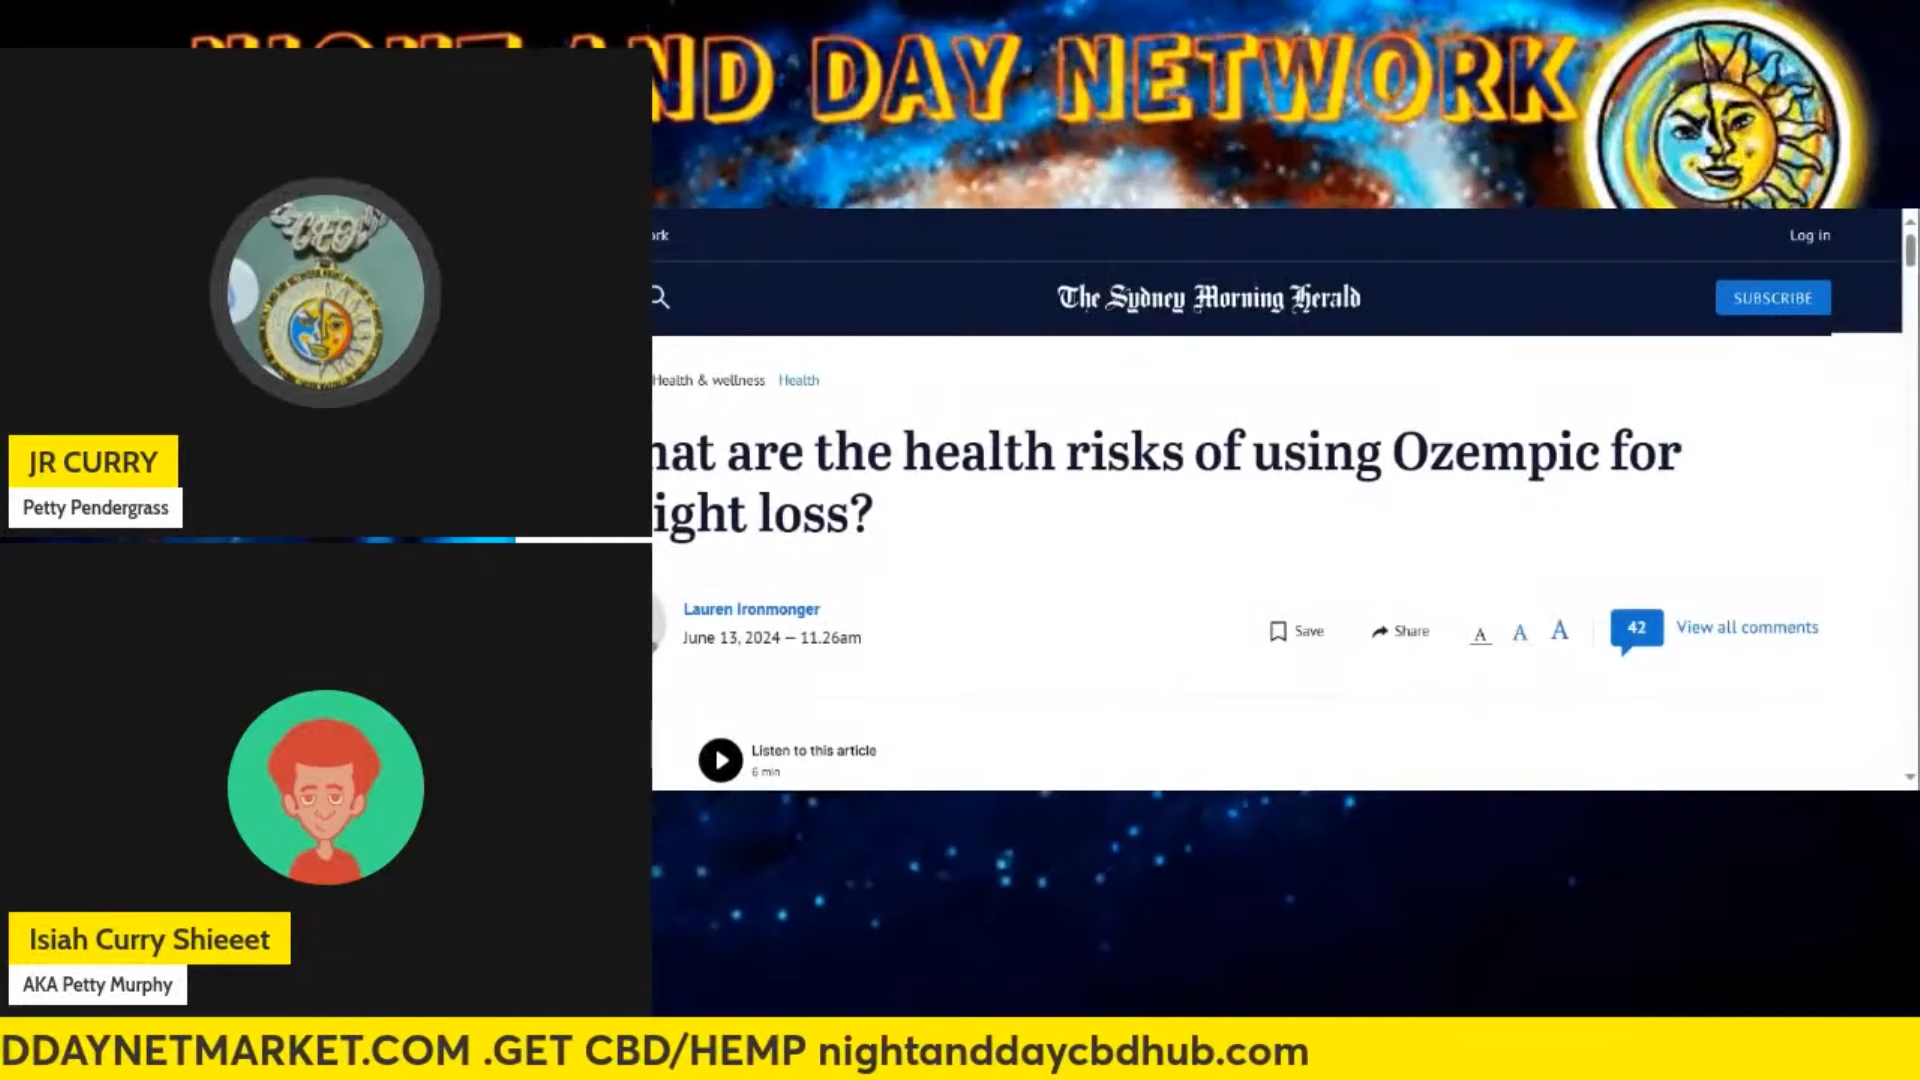 ND DAY NETWORK
CEO
JR CURRY
Petty Pendergrass
Isiah Curry Shieeet
AKA Petty Murphy
ork
Log in
The Sydney Morning Herald
SUBSCRIBE
Health & wellness Health
hat are the health risks of using Ozempic for
ight loss?
Lauren Ironmonger
June 13, 2024 – 11.26am
Save
Share
A A A
42
View all comments
Listen to this article
6 min
DDAYNETMARKET.COM .GET CBD/HEMP nightanddaycbdhub.com